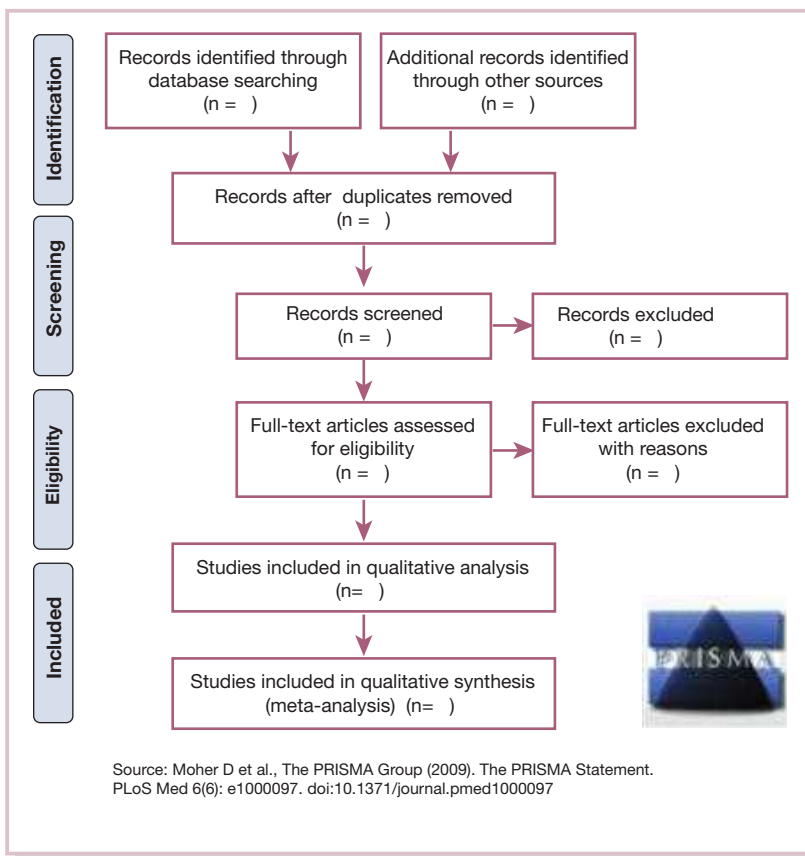 Identification
Records identified through
database searching
(n =   )
Additional records identified
through other sources
(n =   )
Records after duplicates removed
(n =   )
Screening
Records screened
(n =   )
Records excluded
(n =   )
Eligibility
Full-text articles assessed
for eligibility
(n =   )
Full-text articles excluded
with reasons
(n =   )
Included
Studies included in qualitative analysis
(n=   )
Studies included in qualitative synthesis
(meta-analysis) (n=   )
PRISMA
Source: Moher D et al., The PRISMA Group (2009). The PRISMA Statement.
PLoS Med 6(6): e1000097. doi:10.1371/journal.pmed1000097